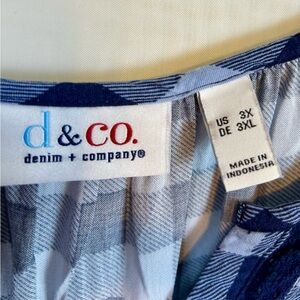 d & co.
denim + company®
US 3X
DE 3XL
MADE IN
INDONESIA